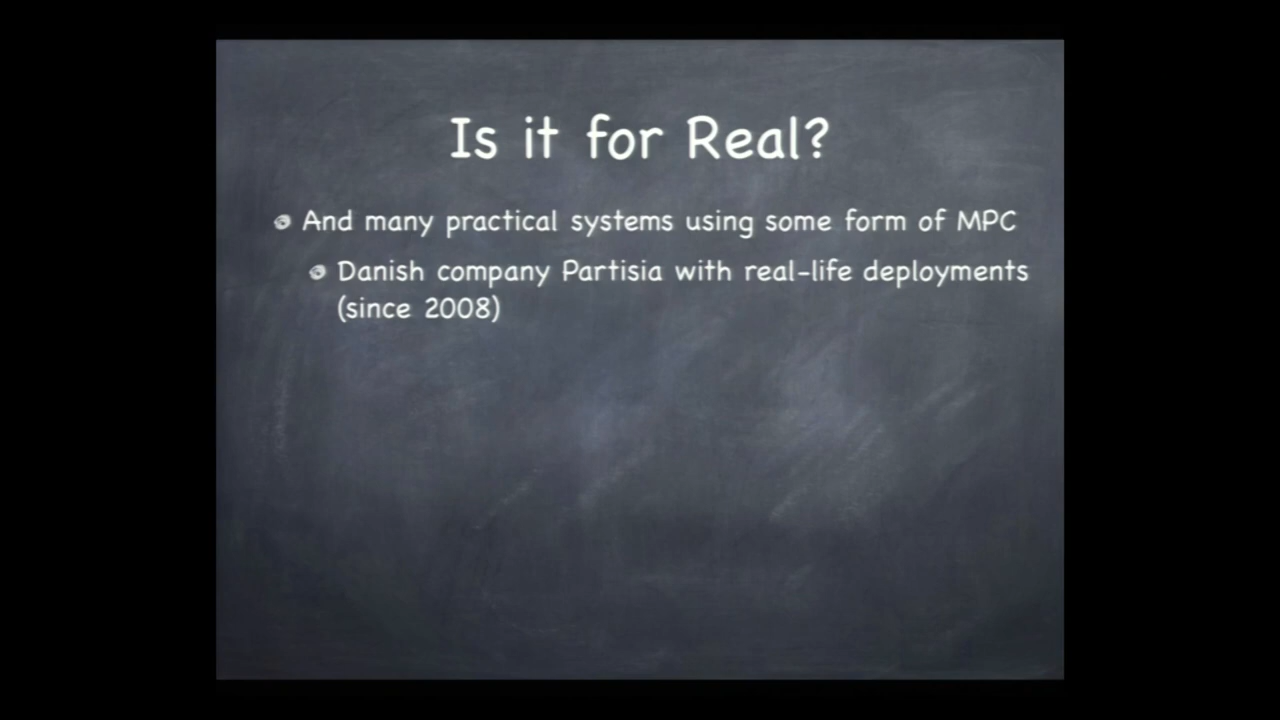 Is it for Real?
And many practical systems using some form of MPC
Danish company Partisia with real-life deployments
(since 2008)